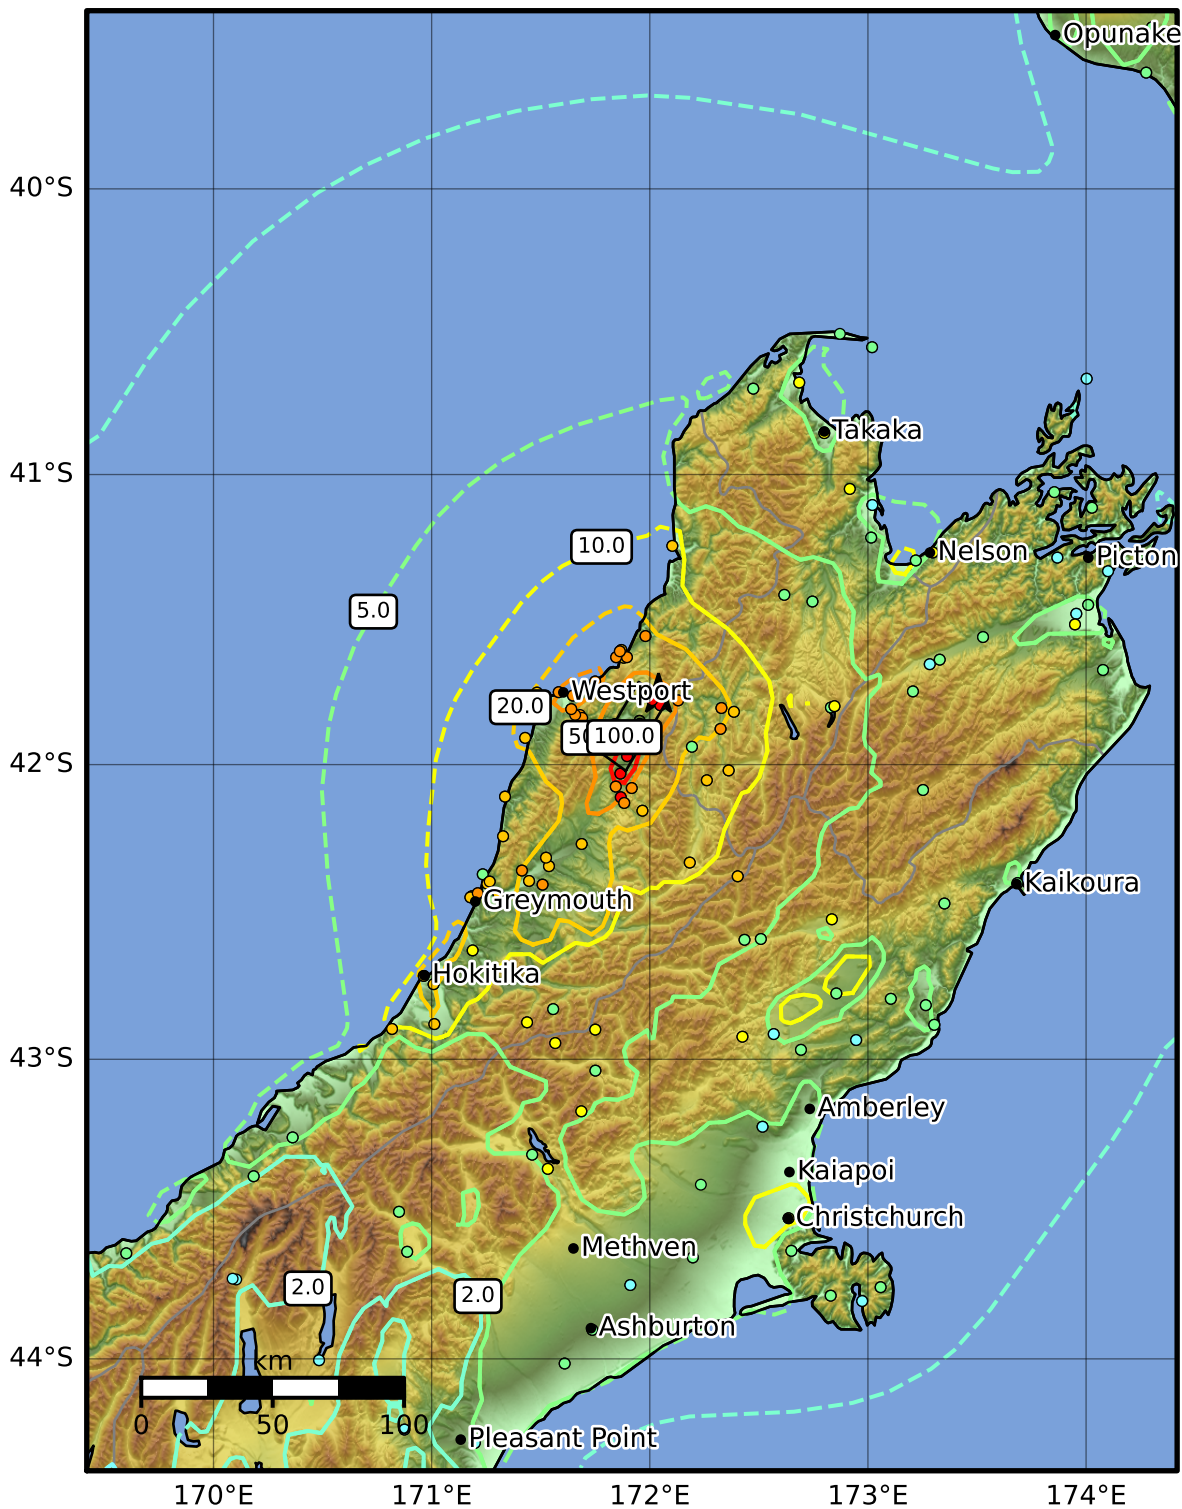 Opunake
40°S
Takaka
41°S
10.0
Nelson
Picton
5.0
Westport
20.0
50
100.0
42°S
Kaikoura
Greymouth
Hokitika
43°S
Amberley
Kaiapoi
Christchurch
Methven
2.0
2.0
Ashburton
44°S
km
0
50
100
Pleasant Point
170°E
171°E
172°E
173°E
174°E